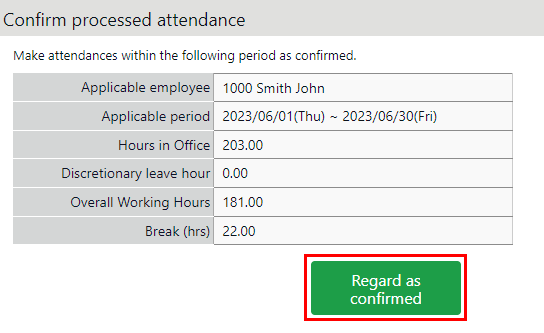 Confirm processed attendance
Make attendances within the following period as confirmed.
Applicable employee 1000 Smith John
Applicable period 2023/06/01(Thu) ~ 2023/06/30(Fri)
Hours in Office 203.00
Discretionary leave hour 0.00
Overall Working Hours 181.00
Break (hrs) 22.00
Regard as
confirmed